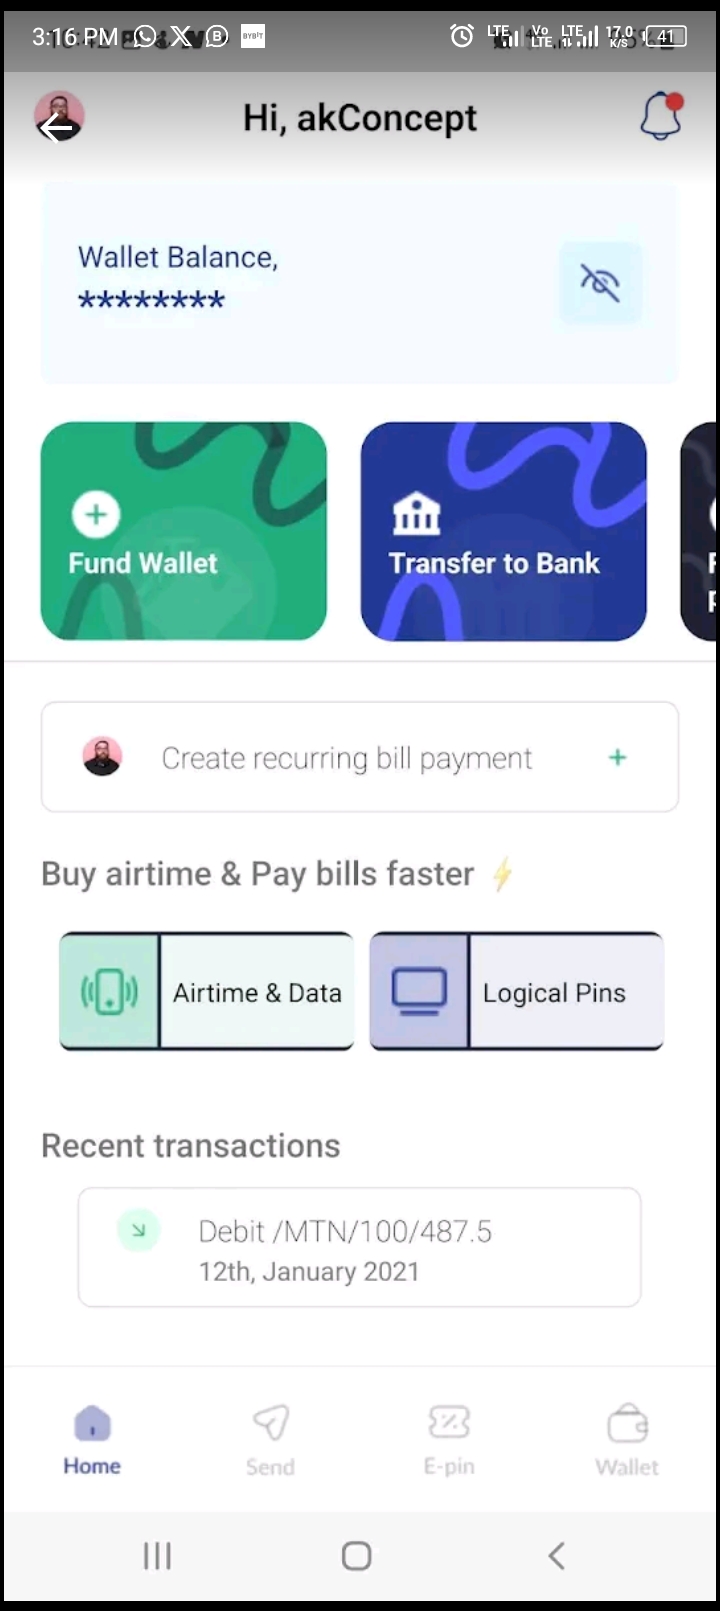 3:16 PM
BYBIT
LTE
Vo LTE
LTE
17.0 K/S
41
Hi, akConcept
Wallet Balance,
********
Fund Wallet
Transfer to Bank
Create recurring bill payment
+
Buy airtime & Pay bills faster ⚡
Airtime & Data
Logical Pins
Recent transactions
Debit /MTN/100/487.5
12th, January 2021
Home
Send
E-pin
Wallet